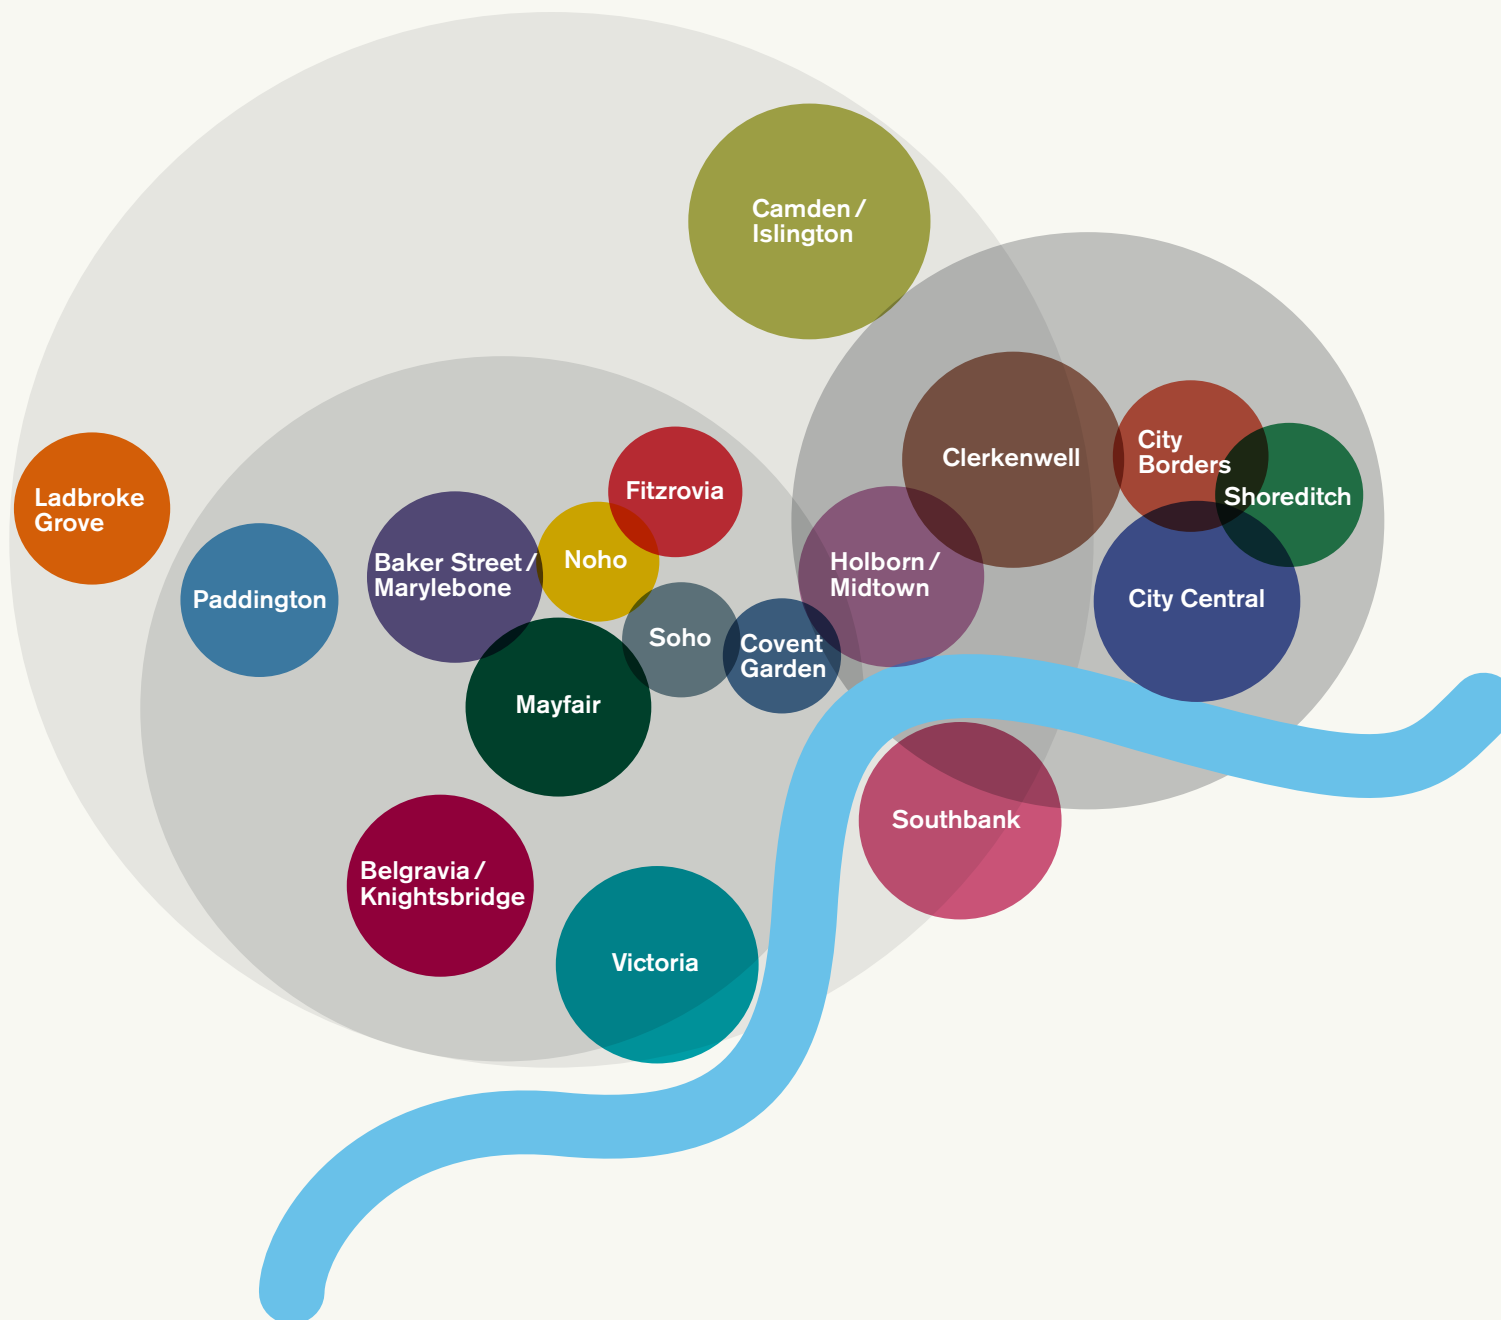 Camden /
Islington
Clerkenwell
City
Borders
Shoreditch
Ladbroke
Grove
Fitzrovia
Paddington
Baker Street /
Marylebone
Noho
Holborn /
Midtown
City Central
Soho
Covent
Garden
Mayfair
Southbank
Belgravia /
Knightsbridge
Victoria